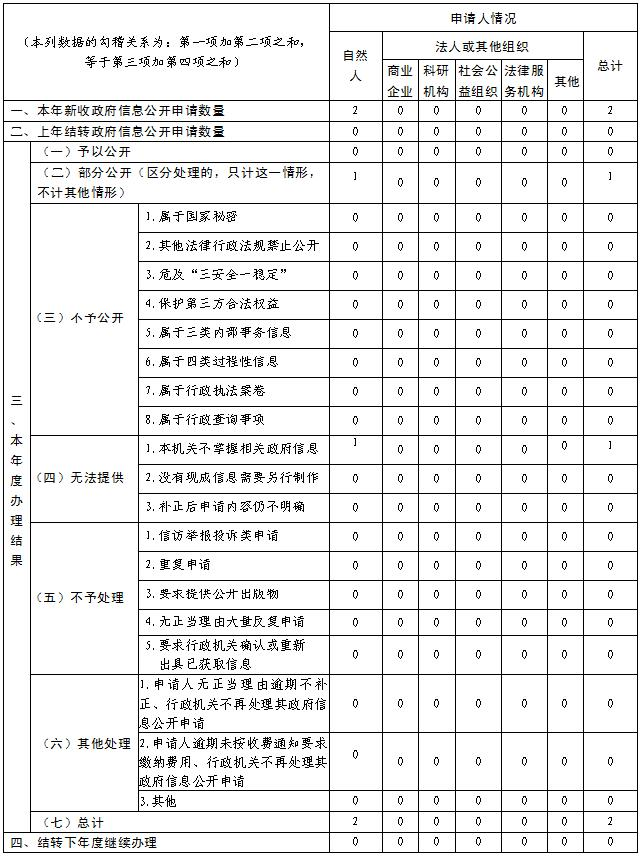 （本列数据的勾稽关系为：第一项加第二项之和，
等于第三项加第四项之和）
申请人情况
自然
人
法人或其他组织
总计
商业
企业
科研
机构
社会公
益组织
法律服
务机构
其他
一、本年新收政府信息公开申请数量 2 0 0 0 0 0 2
二、上年结转政府信息公开申请数量 0 0 0 0 0 0 0
三、本年度办理结果
（一）予以公开 0 0 0 0 0 0 0
（二）部分公开（区分处理的，只计这一情形，
不计其他情形） 1 0 0 0 0 0 1
（三）不予公开
1.属于国家秘密 0 0 0 0 0 0 0
2.其他法律行政法规禁止公开 0 0 0 0 0 0 0
3.危及“三安全一稳定” 0 0 0 0 0 0 0
4.保护第三方合法权益 0 0 0 0 0 0 0
5.属于三类内部事务信息 0 0 0 0 0 0 0
6.属于四类过程性信息 0 0 0 0 0 0 0
7.属于行政执法案卷 0 0 0 0 0 0 0
8.属于行政查询事项 0 0 0 0 0 0 0
（四）无法提供
1.本机关不掌握相关政府信息 1 0 0 0 0 0 1
2.没有现成信息需要另行制作 0 0 0 0 0 0 0
3.补正后申请内容仍不明确 0 0 0 0 0 0 0
（五）不予处理
1.信访举报投诉类申请 0 0 0 0 0 0 0
2.重复申请 0 0 0 0 0 0 0
3.要求提供公开出版物 0 0 0 0 0 0 0
4.无正当理由大量反复申请 0 0 0 0 0 0 0
5.要求行政机关确认或重新
出具已获取信息 0 0 0 0 0 0 0
（六）其他处理
1.申请人无正当理由逾期不补
正、行政机关不再处理其政府信
息公开申请 0 0 0 0 0 0 0
2.申请人逾期未按收费通知要求
缴纳费用、行政机关不再处理其
政府信息公开申请 0 0 0 0 0 0 0
3.其他 0 0 0 0 0 0 0
（七）总计 2 0 0 0 0 0 2
四、结转下年度继续办理 0 0 0 0 0 0 0